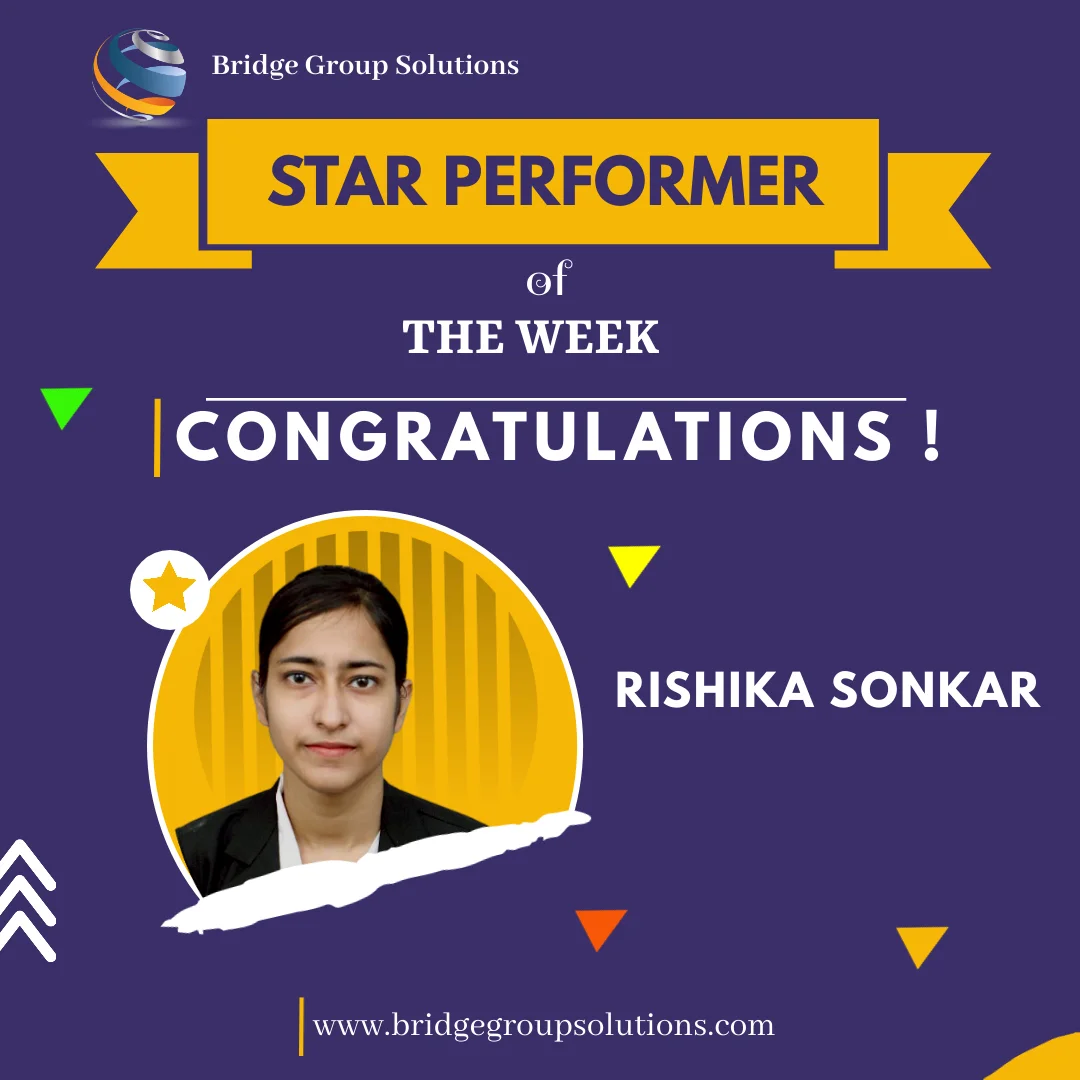 Bridge Group Solutions
STAR PERFORMER
of
THE WEEK
CONGRATULATIONS !
RISHIKA SONKAR
www.bridgegroupsolutions.com